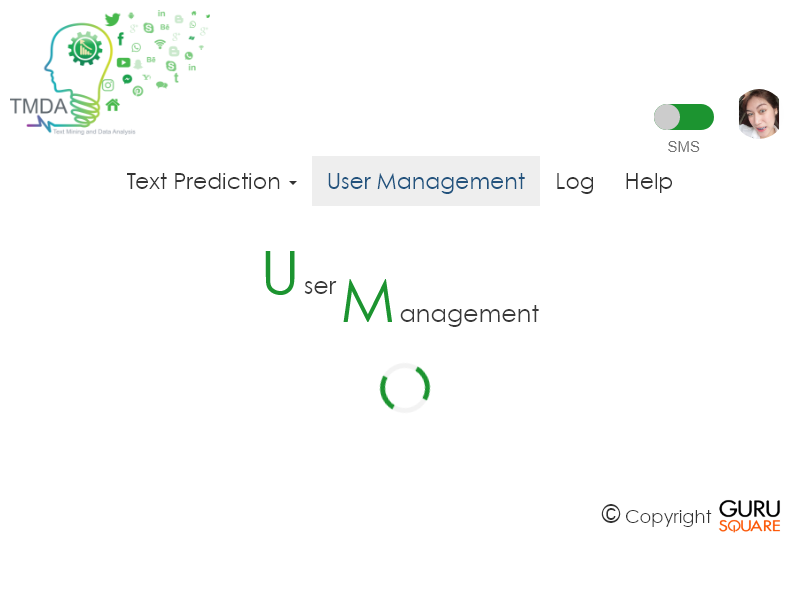 TMDA
Text Mining and Data Analysis
SMS
Text Prediction User Management Log Help
User Management
© Copyright GURU SQUARE